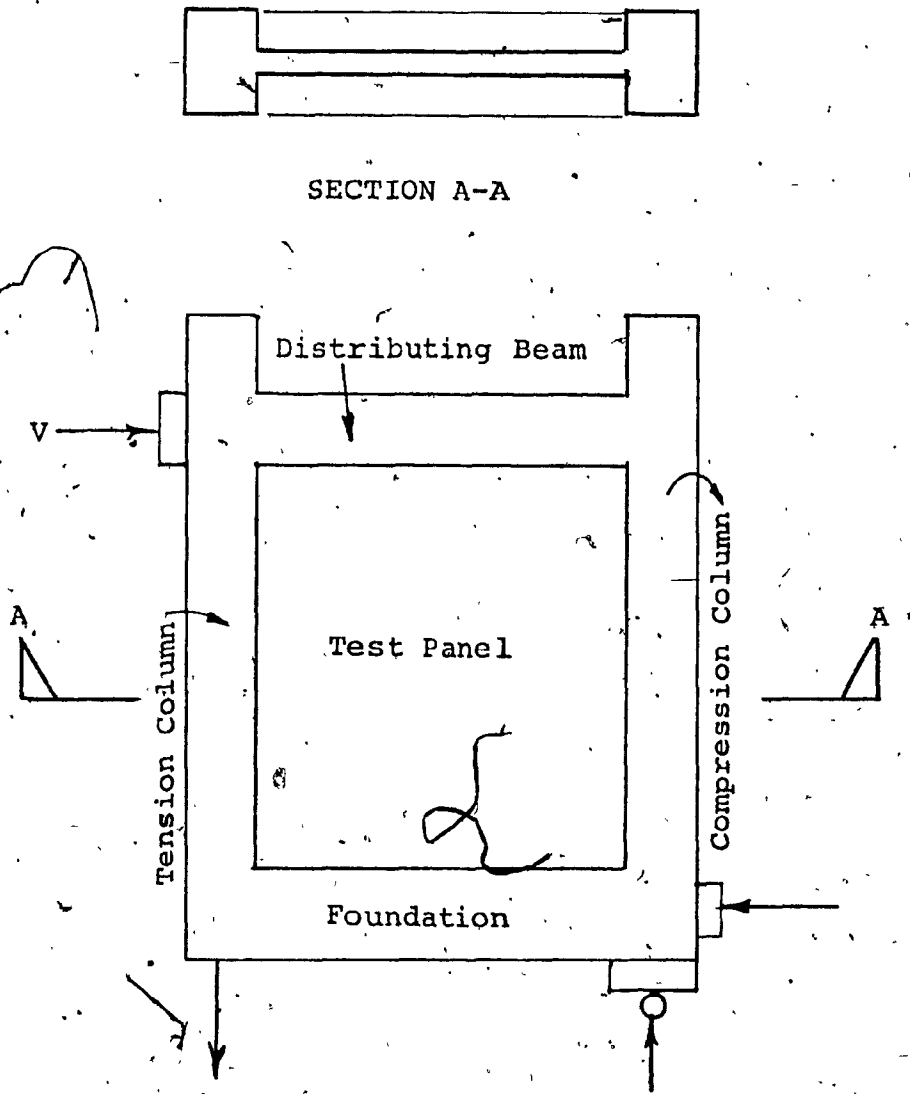 SECTION A-A
Distributing Beam
V
A
A
Test Panel
Tension Column
Compression Column
Foundation